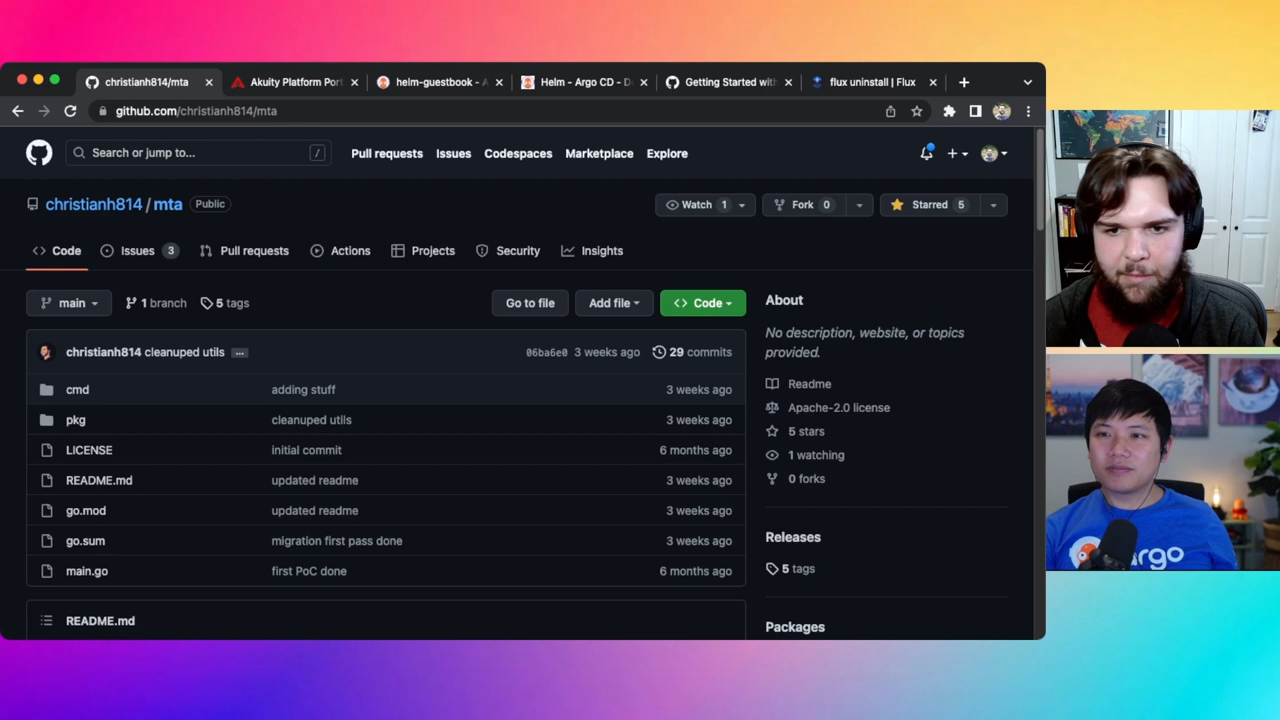 christianh814/mta
Akuity Platform Port
helm-guestbook - A
Helm - Argo CD - D
Getting Started with
flux uninstall | Flux
github.com/christianh814/mta
Search or jump to...
/
Pull requests
Issues
Codespaces
Marketplace
Explore
christianh814 / mta
Public
Watch 1
Fork 0
Starred 5
Code
Issues 3
Pull requests
Actions
Projects
Security
Insights
main
1 branch
5 tags
Go to file
Add file
Code
christianh814 cleanuped utils ...
06ba6e0 3 weeks ago
29 commits
cmd adding stuff 3 weeks ago
pkg cleanuped utils 3 weeks ago
LICENSE initial commit 6 months ago
README.md updated readme 3 weeks ago
go.mod updated readme 3 weeks ago
go.sum migration first pass done 3 weeks ago
main.go first PoC done 6 months ago
README.md
About
No description, website, or topics
provided.
Readme
Apache-2.0 license
5 stars
1 watching
0 forks
Releases
5 tags
Packages